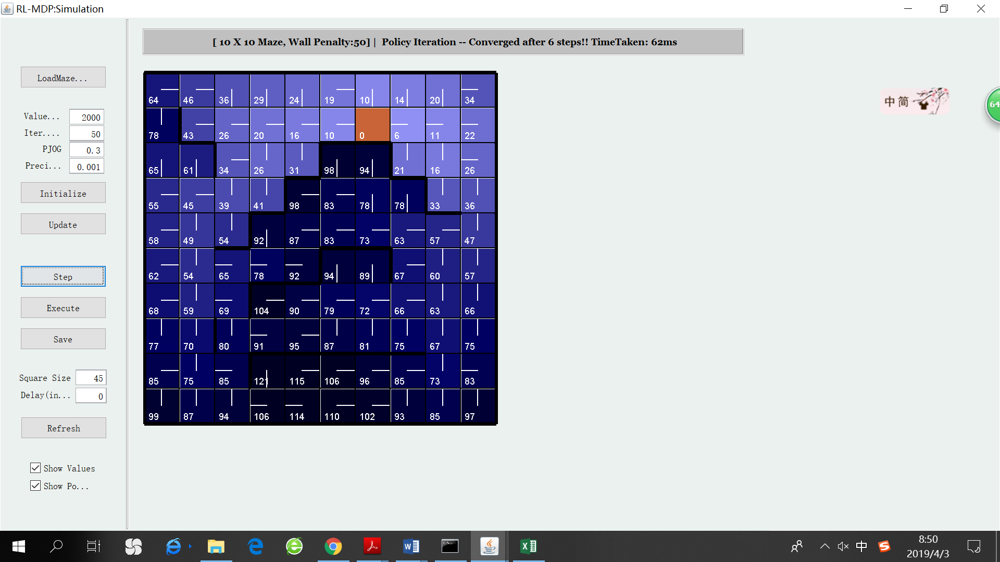 RL-MDP:Simulation
[ 10 X 10 Maze, Wall Penalty:50] | Policy Iteration -- Converged after 6 steps!! TimeTaken: 62ms
LoadMaze...
Value... 2000
Iter.... 50
PJOG 0.3
Preci... 0.001
Initialize
Update
Step
Execute
Save
Square Size 45
Delay(in... 0
Refresh
Show Values
Show Po...
64 46 36 29 24 19 10 14 20 34
78 43 26 20 16 10 0 6 11 22
65 61 34 26 31 98 94 21 16 26
55 45 39 41 98 83 78 78 33 36
58 49 54 92 87 83 73 63 57 47
62 54 65 78 92 94 89 67 60 57
68 59 69 104 90 79 72 66 63 66
77 70 80 91 95 87 81 75 67 75
85 75 85 121 115 106 96 85 73 83
99 87 94 106 114 110 102 93 85 97
中 简
64
中
8:50
2019/4/3